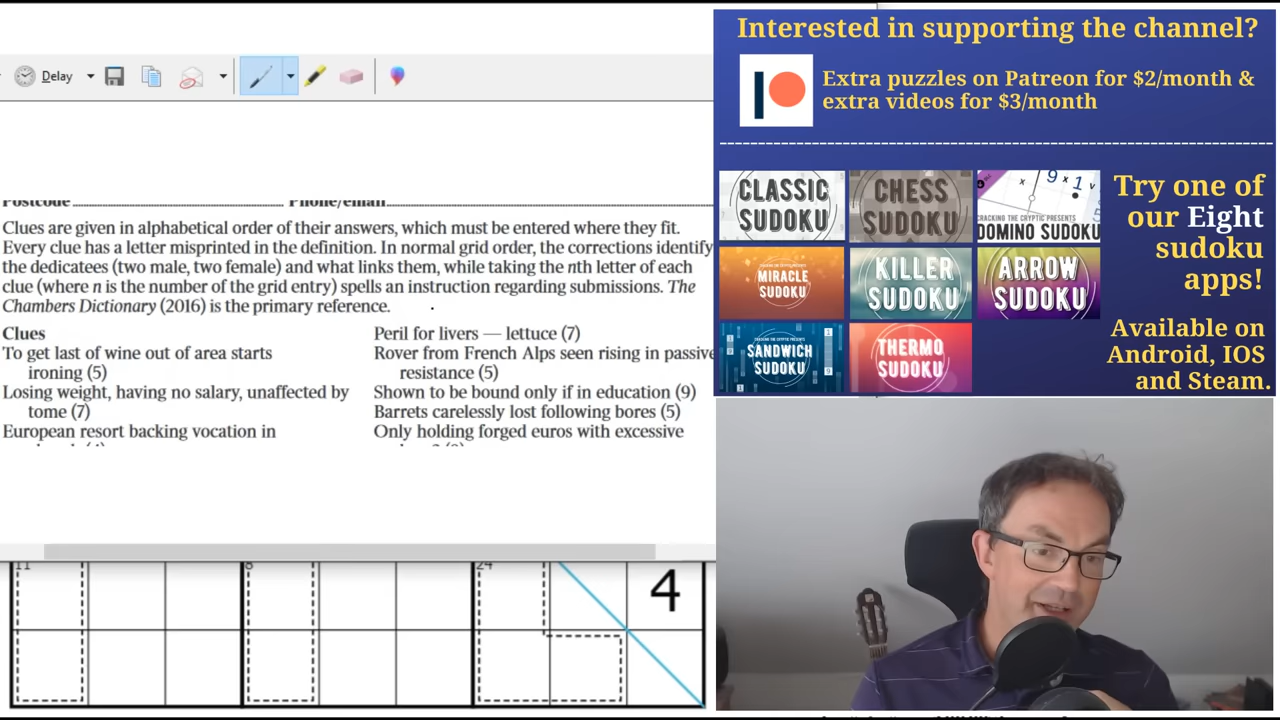 Delay
Postcode Phone/email
Clues are given in alphabetical order of their answers, which must be entered where they fit.
Every clue has a letter misprinted in the definition. In normal grid order, the corrections identify
the dedicatees (two male, two female) and what links them, while taking the nth letter of each
clue (where n is the number of the grid entry) spells an instruction regarding submissions. The
Chambers Dictionary (2016) is the primary reference.
Clues
To get last of wine out of area starts
ironing (5)
Losing weight, having no salary, unaffected by
tome (7)
European resort backing vocation in
Peril for livers — lettuce (7)
Rover from French Alps seen rising in passive
resistance (5)
Shown to be bound only if in education (9)
Barrets carelessly lost following bores (5)
Only holding forged euros with excessive
11
8
24
4
Interested in supporting the channel?
Extra puzzles on Patreon for $2/month &
extra videos for $3/month
CLASSIC
SUDOKU
CHESS
SUDOKU
9 x 1
x
x
CRACKING THE CRYPTIC PRESENTS
DOMINO SUDOKU
MIRACLE
SUDOKU
KILLER
SUDOKU
ARROW
SUDOKU
SANDWICH
SUDOKU
THERMO
SUDOKU
Try one of
our Eight
sudoku
apps!
Available on
Android, IOS
and Steam.